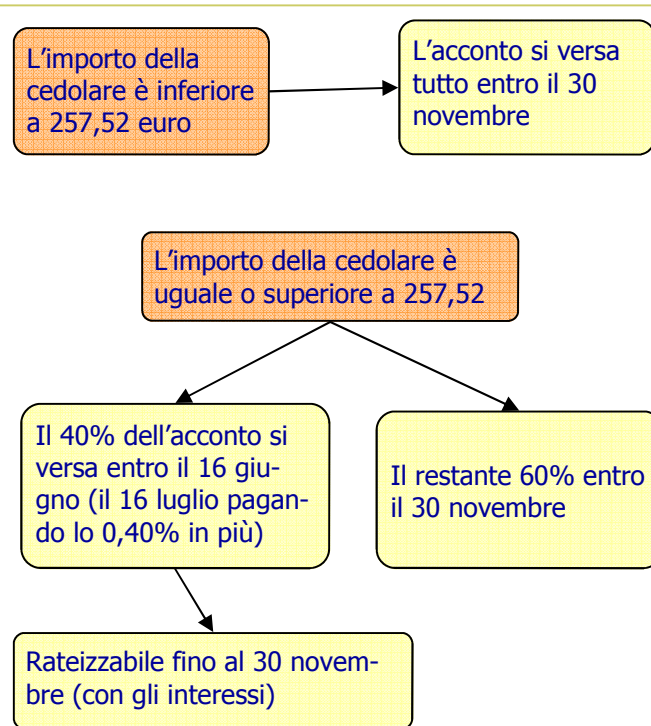 L’importo della
cedolare è inferiore
a 257,52 euro
L’acconto si versa
tutto entro il 30
novembre
L’importo della cedolare è
uguale o superiore a 257,52
Il 40% dell’acconto si
versa entro il 16 giu-
gno (il 16 luglio pagan-
do lo 0,40% in più)
Il restante 60% entro
il 30 novembre
Rateizzabile fino al 30 novem-
bre (con gli interessi)